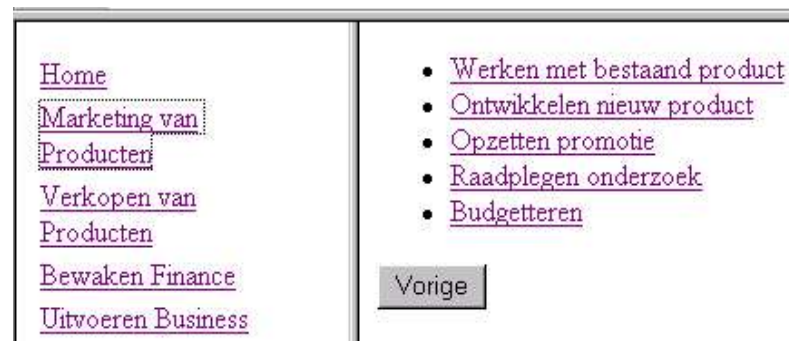 Home
Marketing van
Producten
Verkopen van
Producten
Bewaken Finance
Uitvoeren Business
Werken met bestaand product
Ontwikkelen nieuw product
Opzetten promotie
Raadplegen onderzoek
Budgetteren
Vorige